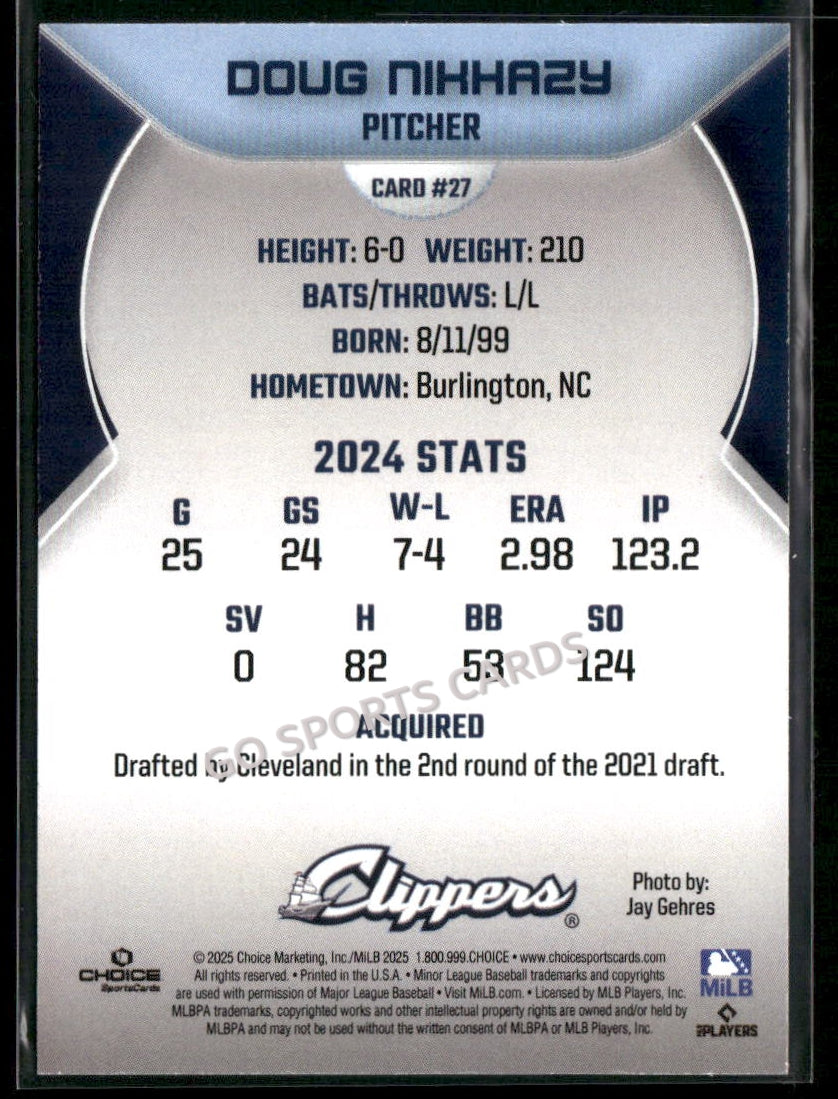 DOUG NIKHAZY
PITCHER
CARD #27
HEIGHT: 6-0 WEIGHT: 210
BATS/THROWS: L/L
BORN: 8/11/99
HOMETOWN: Burlington, NC
2024 STATS
G GS W-L ERA IP
25 24 7-4 2.98 123.2
SV H BB SO
0 82 53 124
GO SPORTS CARDS
ACQUIRED
Drafted by Cleveland in the 2nd round of the 2021 draft.
Clippers®
Photo by:
Jay Gehres
CHOICE
SportsCards
© 2025 Choice Marketing, Inc./MiLB 2025 1.800.999.CHOICE • www.choicesportscards.com
All rights reserved. • Printed in the U.S.A. • Minor League Baseball trademarks and copyrights
are used with permission of Major League Baseball • Visit MiLB.com. • Licensed by MLB Players, Inc.
MLBPA trademarks, copyrighted works and other intellectual property rights are owned and/or held by
MLBPA and may not be used without the written consent of MLBPA or MLB Players, Inc.
MiLB
PLAYERS